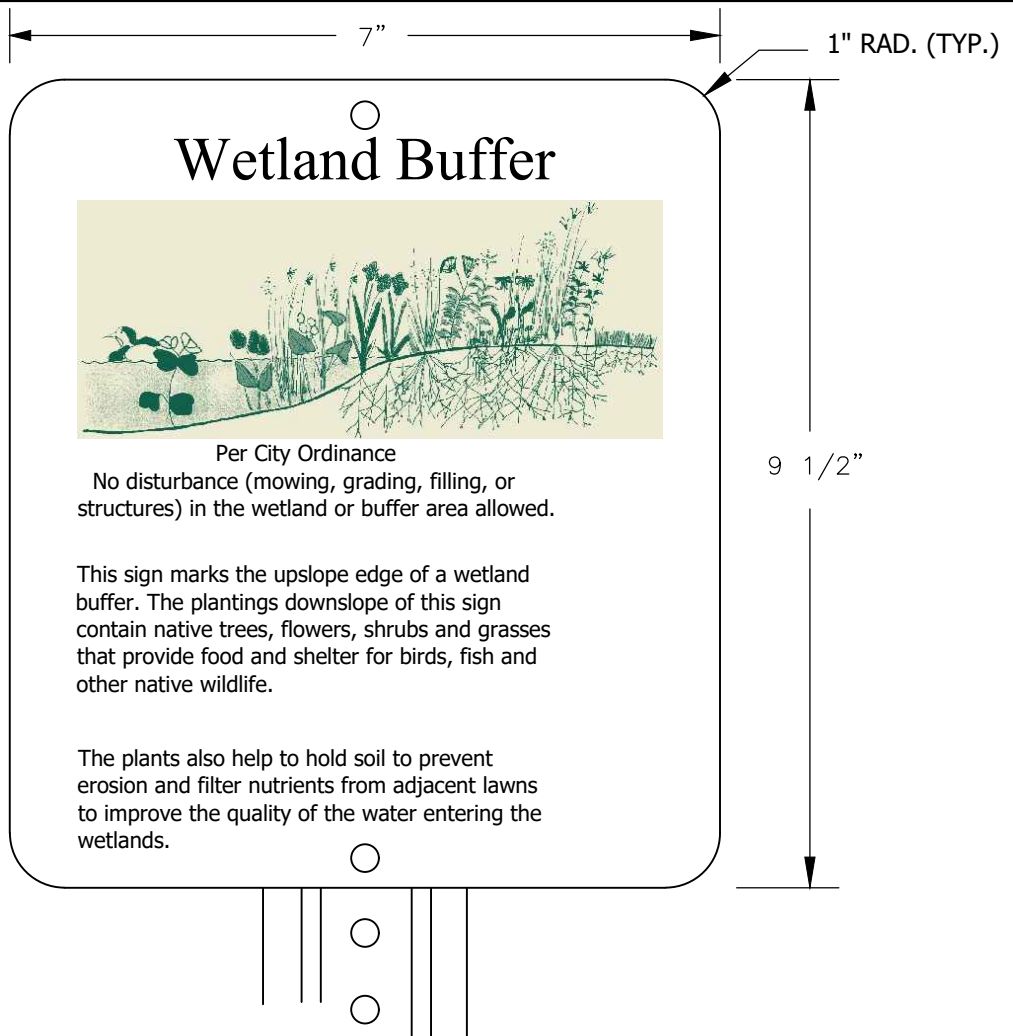 7”
1" RAD. (TYP.)
Wetland Buffer
Per City Ordinance
No disturbance (mowing, grading, filling, or
structures) in the wetland or buffer area allowed.
9 1/2”
This sign marks the upslope edge of a wetland
buffer. The plantings downslope of this sign
contain native trees, flowers, shrubs and grasses
that provide food and shelter for birds, fish and
other native wildlife.
The plants also help to hold soil to prevent
erosion and filter nutrients from adjacent lawns
to improve the quality of the water entering the
wetlands.